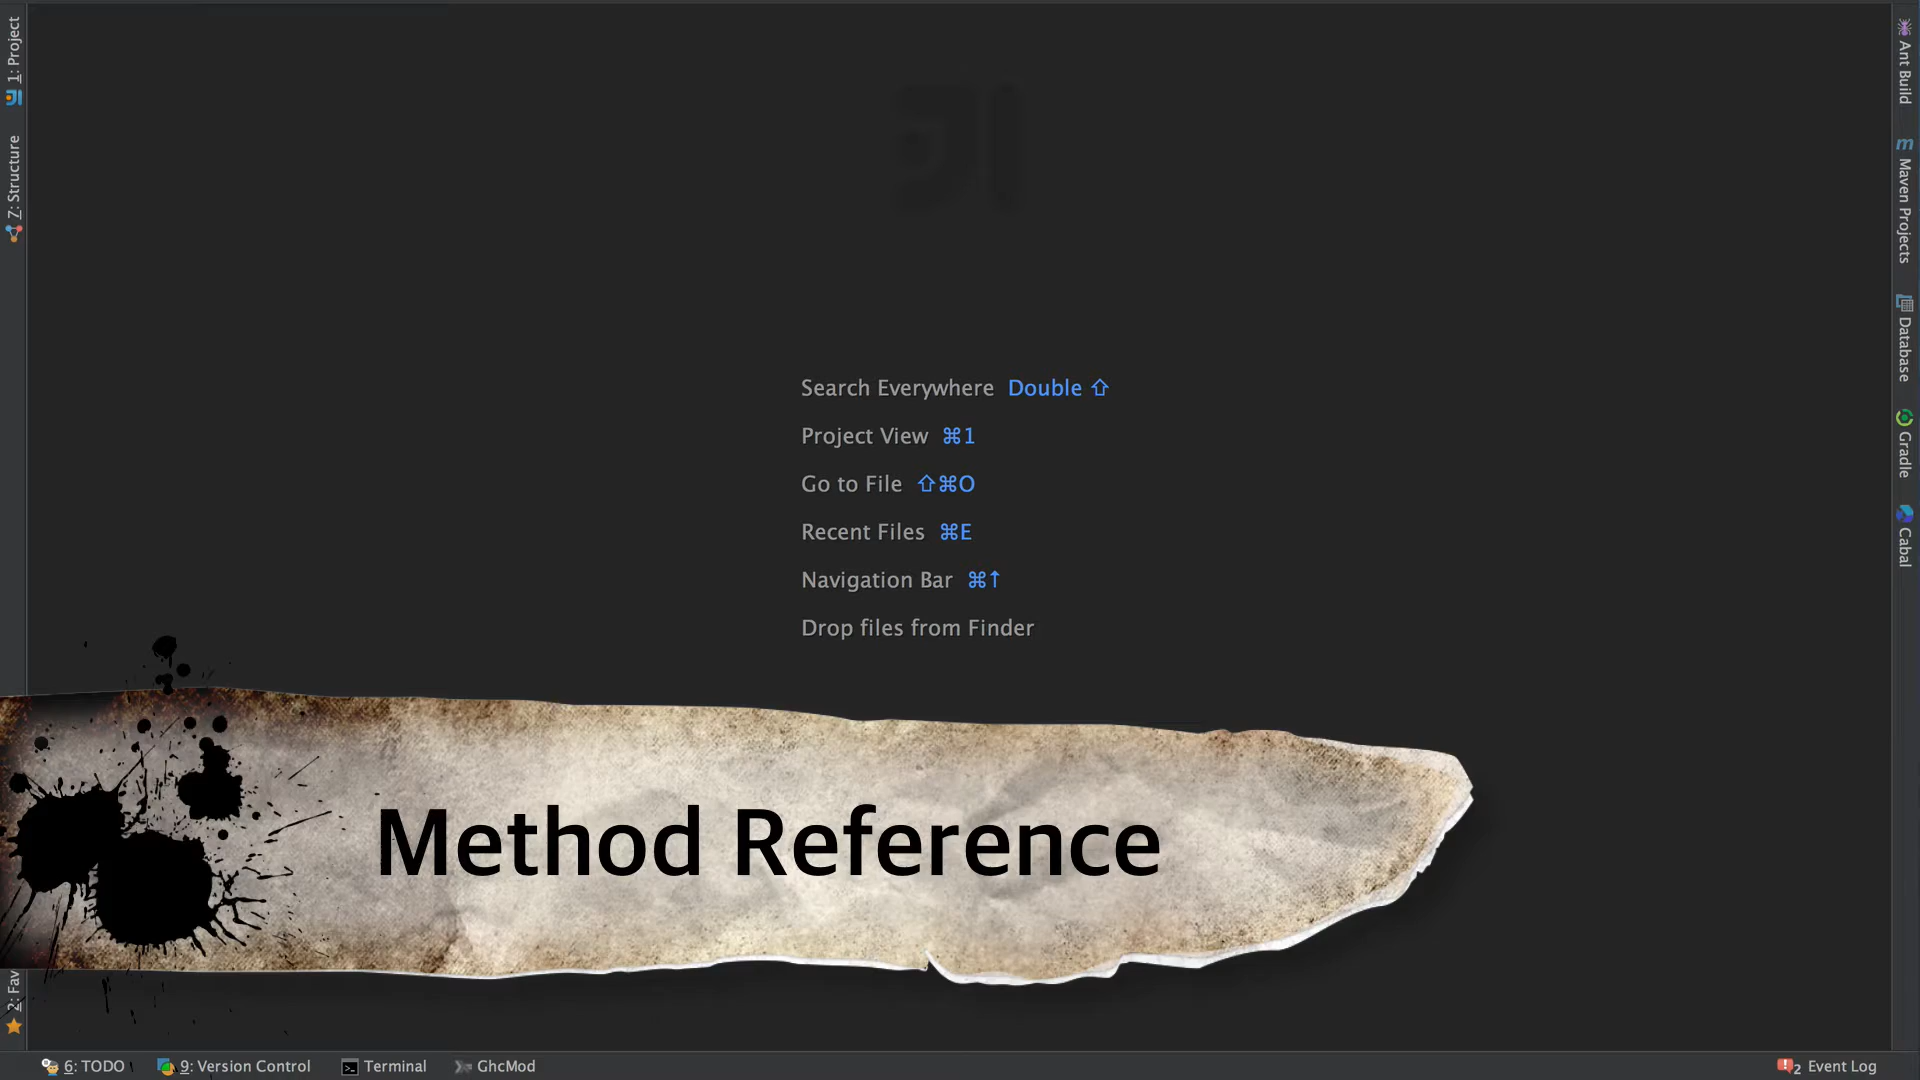 1: Project
Z: Structure
Search Everywhere Double ⇧
Project View ⌘1
Go to File ⇧⌘O
Recent Files ⌘E
Navigation Bar ⌘↑
Drop files from Finder
Method Reference
2: Fav
Ant Build
m Maven Projects
Database
Gradle
Cabal
6: TODO
9: Version Control
Terminal
GhcMod
2 Event Log